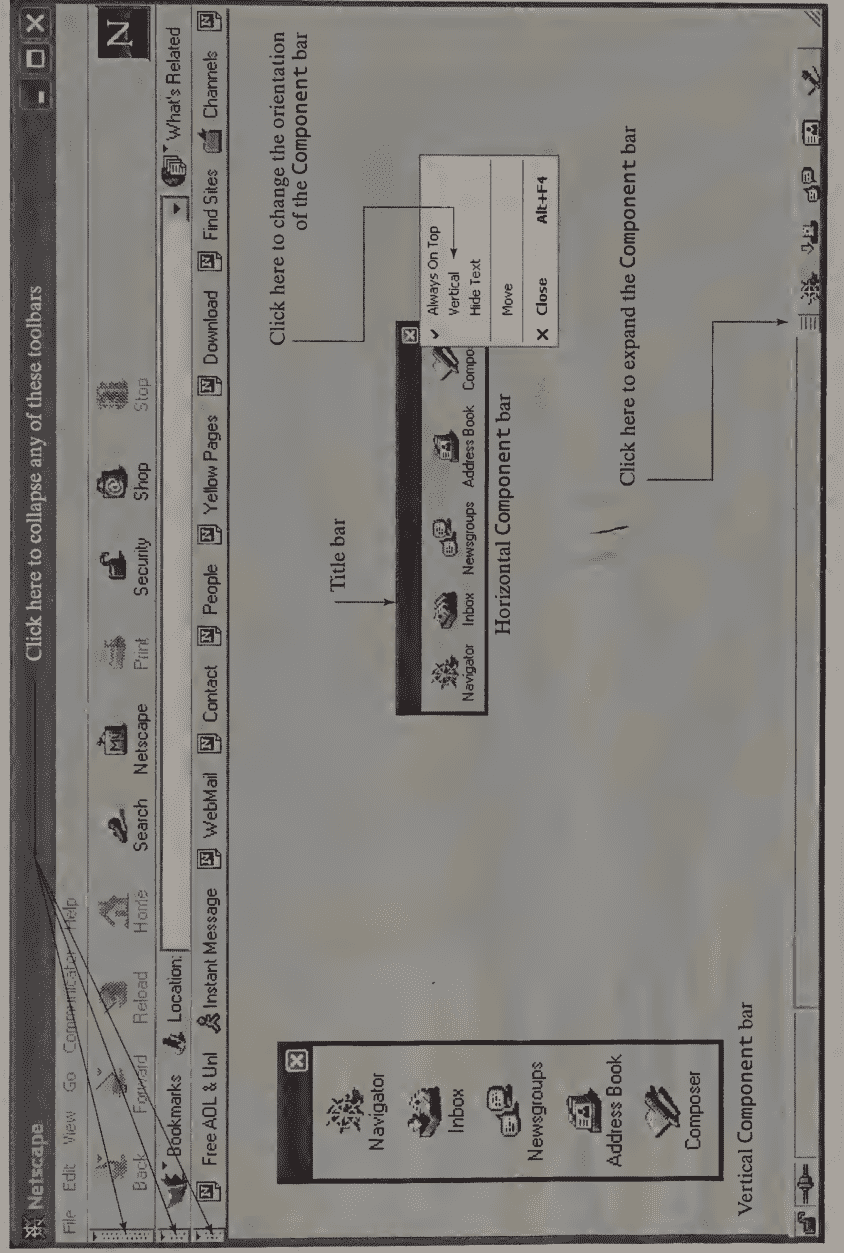 Netscape
Click here to collapse any of these toolbars
File Edit View Go Communicator Help
N
Back Forward Reload Home Search Netscape Print Security Shop Stop
Bookmarks Location: What's Related
Free AOL & Unl Instant Message WebMail Contact People Yellow Pages Download Find Sites Channels
Click here to change the orientation
of the Component bar
Title bar
✓ Always On Top
Vertical
Hide Text
Move
X Close Alt+F4
Navigator Inbox Newsgroups Address Book Compo
Horizontal Component bar
Click here to expand the Component bar
Navigator
Inbox
Newsgroups
Address Book
Composer
Vertical Component bar